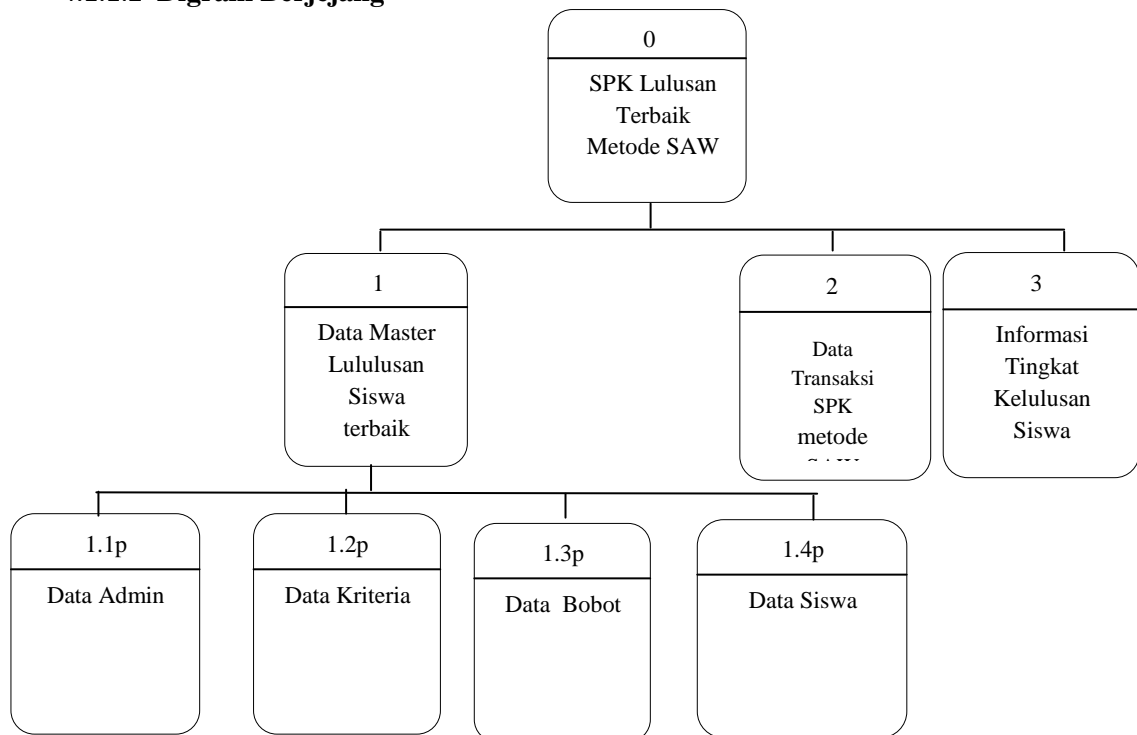 Digram Berjejang
0
SPK Lulusan
Terbaik
Metode SAW
1
Data Master
Lululusan
Siswa
terbaik
2
Data
Transaksi
SPK
metode
3
Informasi
Tingkat
Kelulusan
Siswa
1.1p
Data Admin
1.2p
Data Kriteria
1.3p
Data Bobot
1.4p
Data Siswa